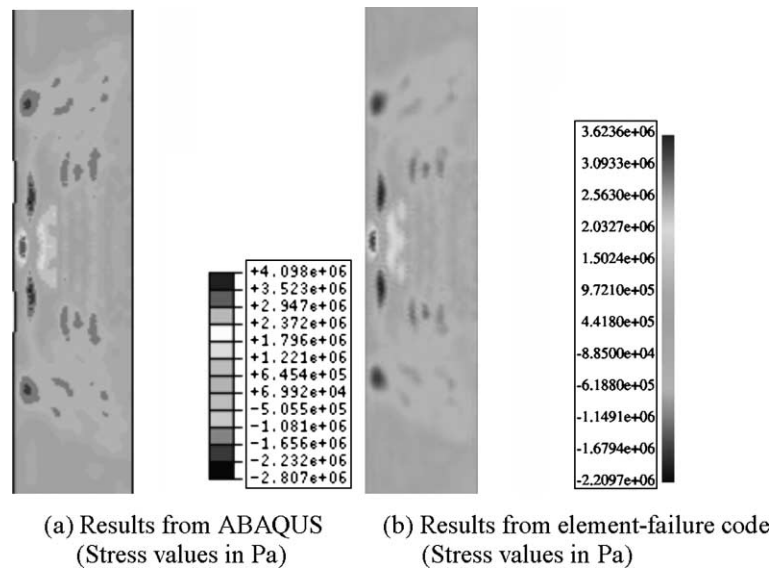 +4.098e+06
+3.523e+06
+2.947e+06
+2.372e+06
+1.796e+06
+1.221e+06
+6.454e+05
+6.992e+04
-5.055e+05
-1.081e+06
-1.656e+06
-2.232e+06
-2.807e+06
3.6236e+06
3.0933e+06
2.5630e+06
2.0327e+06
1.5024e+06
9.7210e+05
4.4180e+05
-8.8500e+04
-6.1880e+05
-1.1491e+06
-1.6794e+06
-2.2097e+06
(a) Results from ABAQUS
(Stress values in Pa)
(b) Results from element-failure code
(Stress values in Pa)